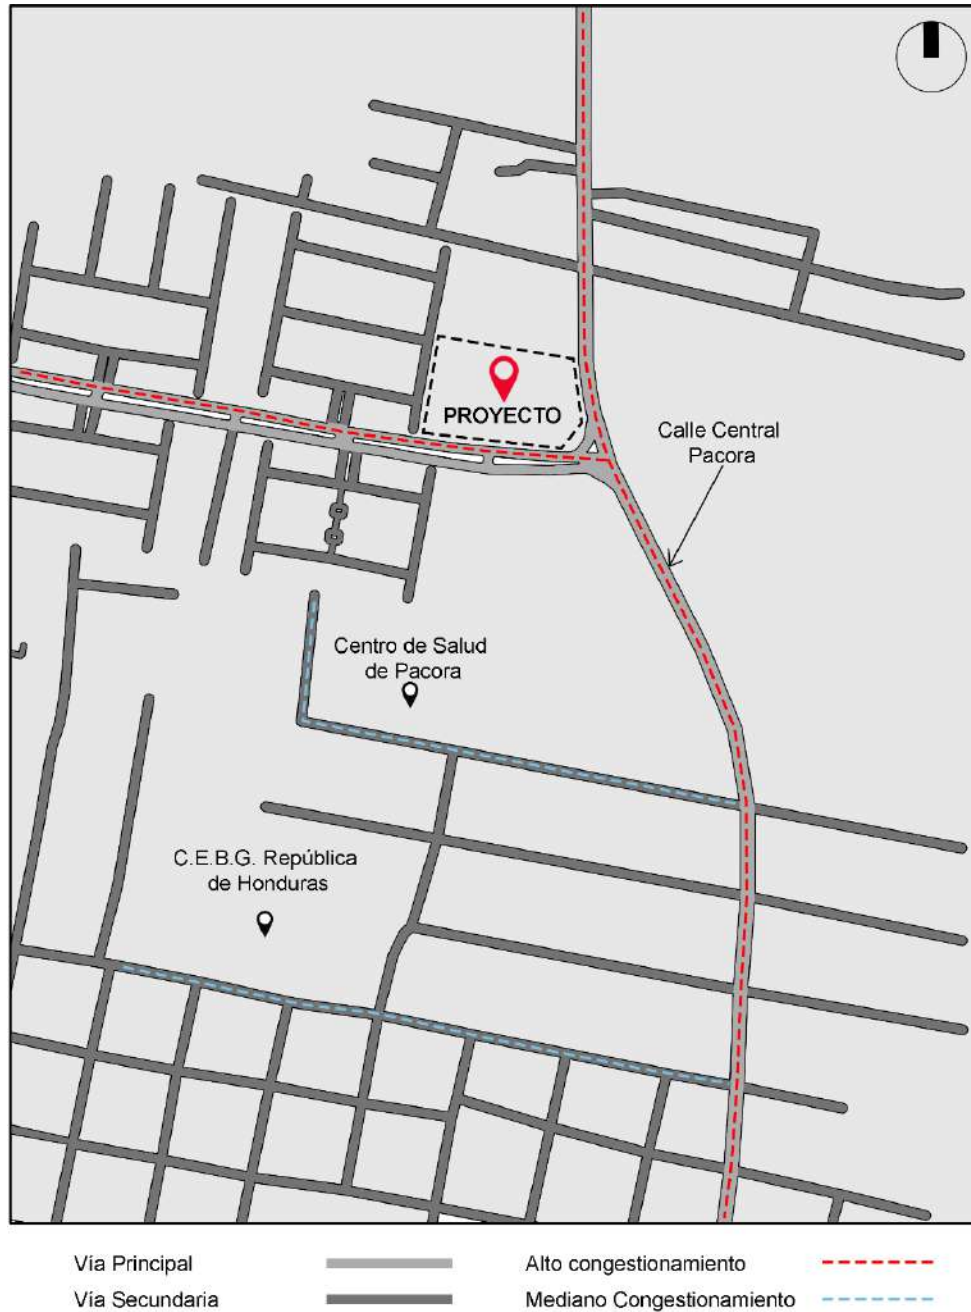 PROYECTO
Calle Central
Pacora
Centro de Salud
de Pacora
C.E.B.G. República
de Honduras
Vía Principal
Alto congestionamiento
Vía Secundaria
Mediano Congestionamiento